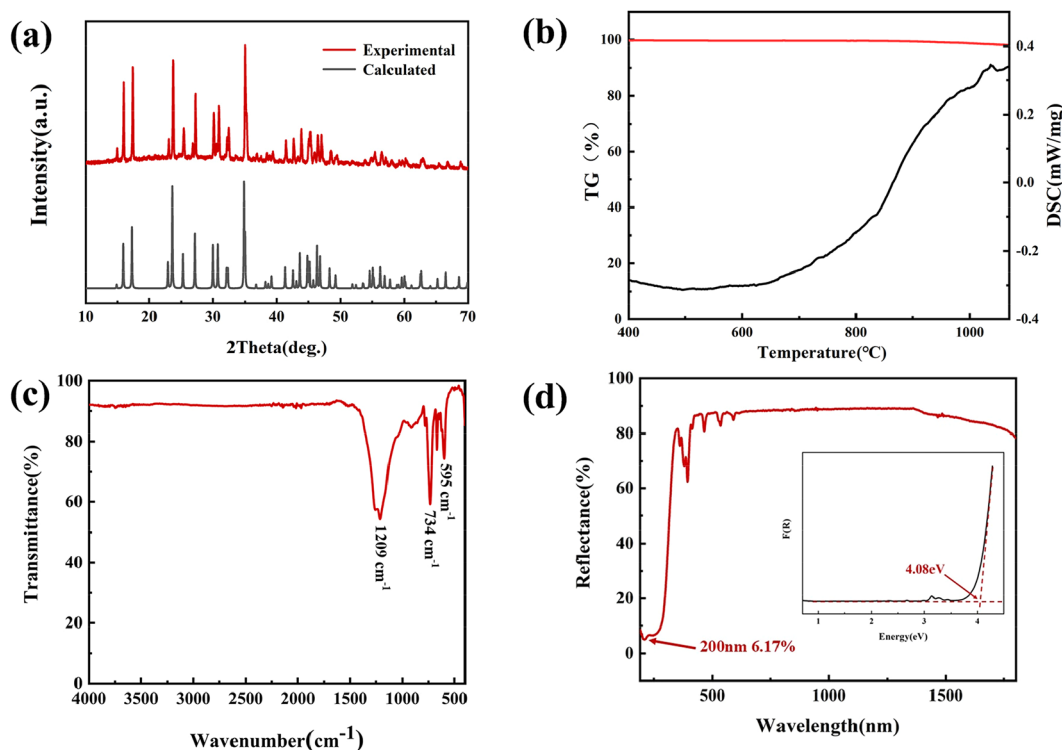 (a)
Experimental
Calculated
Intensity(a.u.)
10 20 30 40 50 60 70
2Theta(deg.)
(b)
100
80
60
40
20
0
TG（%）
0.4
0.2
0.0
-0.2
-0.4
DSC(mW/mg)
400 600 800 1000
Temperature(℃)
(c)
100
80
60
40
20
0
Transmittance(%)
1209 cm-1
734 cm-1
595 cm-1
4000 3500 3000 2500 2000 1500 1000 500
Wavenumber(cm-1)
(d)
100
80
60
40
20
0
Reflectance(%)
F(R)
4.08eV
1 2 3 4
Energy(eV)
200nm 6.17%
500 1000 1500
Wavelength(nm)